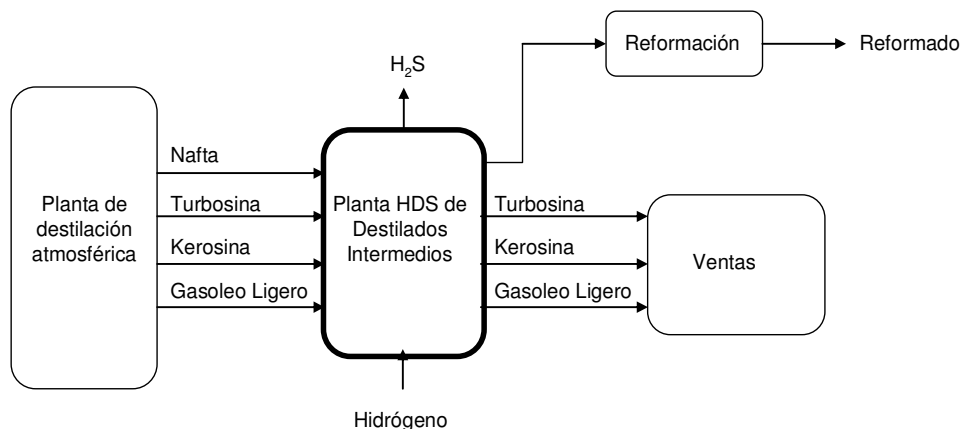 Reformación
Reformado
H₂S
Nafta
Turbosina
Kerosina
Gasoleo Ligero
Planta de
destilación
atmosférica
Planta HDS de
Destilados
Intermedios
Turbosina
Kerosina
Gasoleo Ligero
Ventas
Hidrógeno